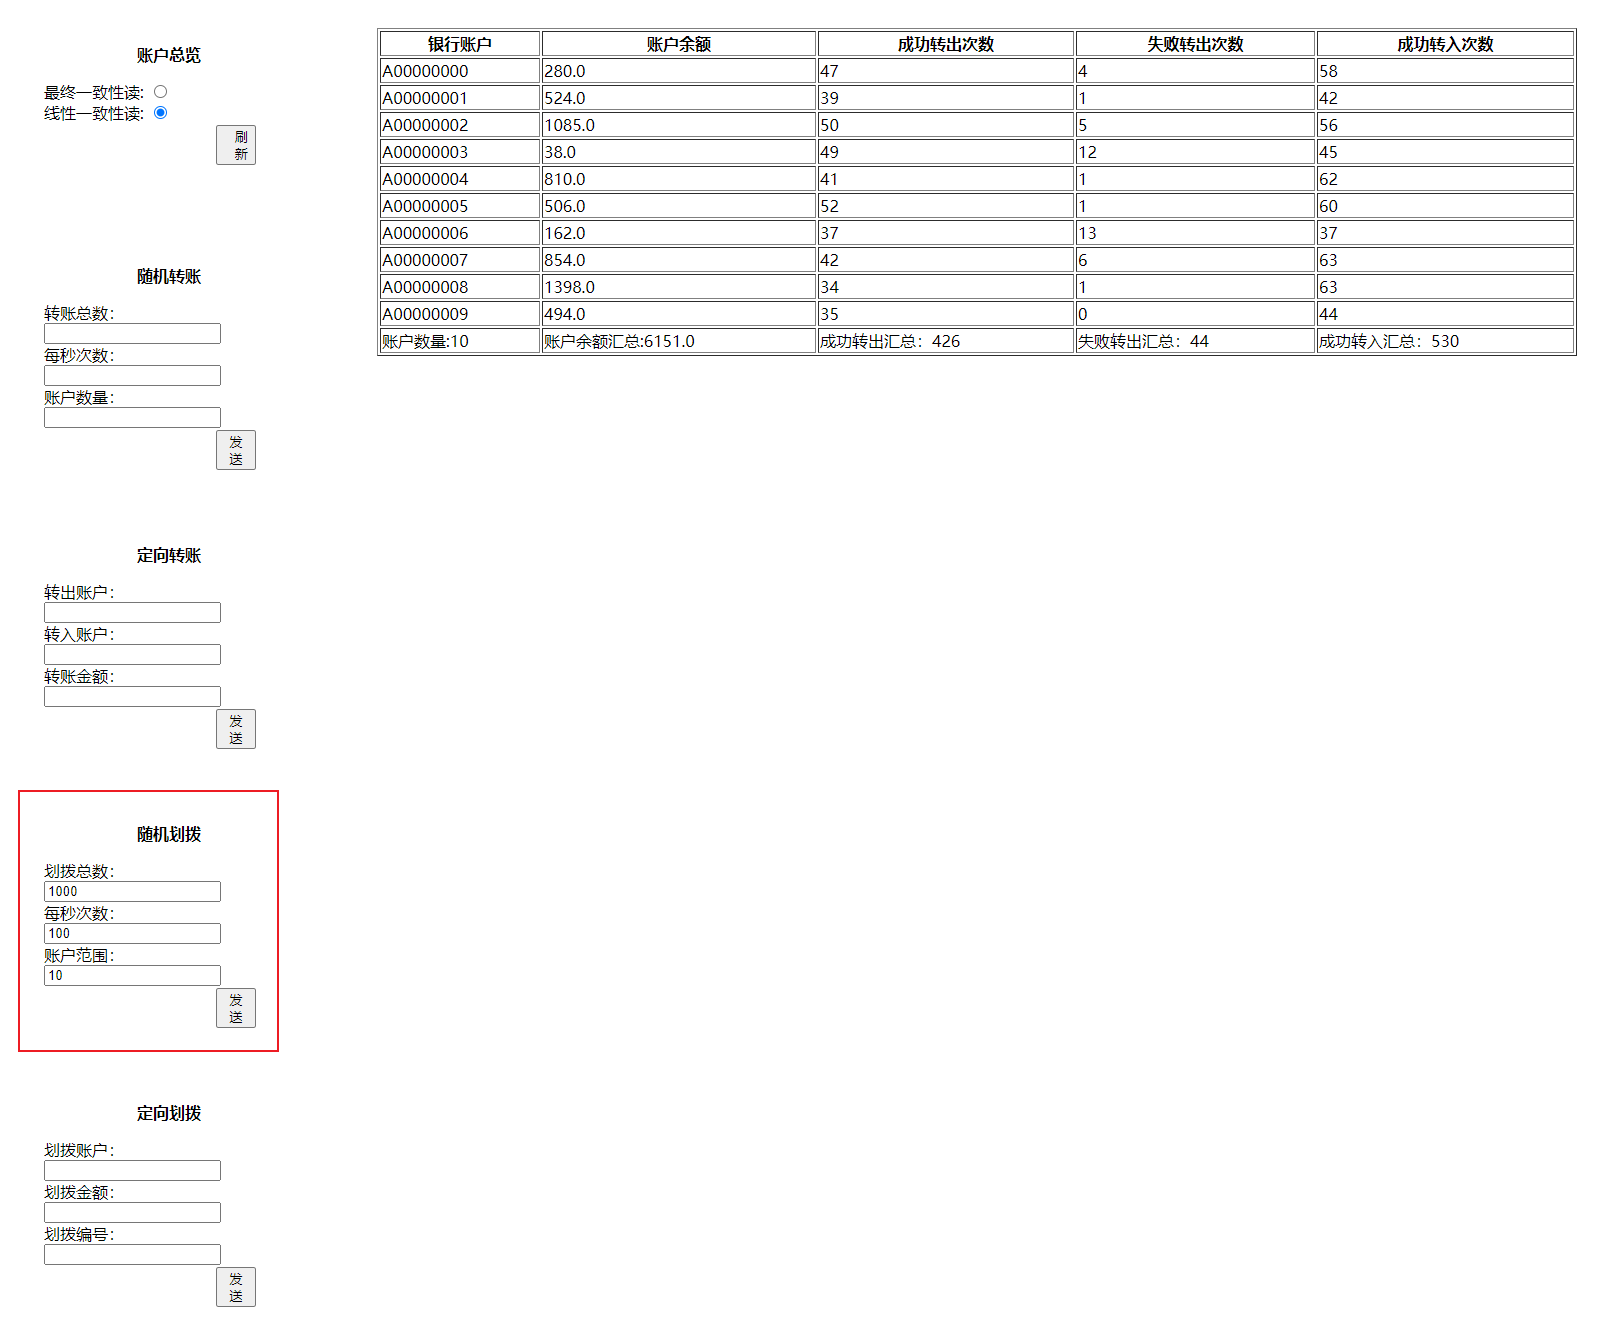 账户总览
最终一致性读:
线性一致性读:
刷
新
随机转账
转账总数：
每秒次数：
账户数量：
发
送
定向转账
转出账户：
转入账户：
转账金额：
发
送
随机划拨
划拨总数：
1000
每秒次数：
100
账户范围：
10
发
送
定向划拨
划拨账户：
划拨金额：
划拨编号：
发
送
银行账户 账户余额 成功转出次数 失败转出次数 成功转入次数
A00000000 280.0 47 4 58
A00000001 524.0 39 1 42
A00000002 1085.0 50 5 56
A00000003 38.0 49 12 45
A00000004 810.0 41 1 62
A00000005 506.0 52 1 60
A00000006 162.0 37 13 37
A00000007 854.0 42 6 63
A00000008 1398.0 34 1 63
A00000009 494.0 35 0 44
账户数量:10 账户余额汇总:6151.0 成功转出汇总：426 失败转出汇总：44 成功转入汇总：530